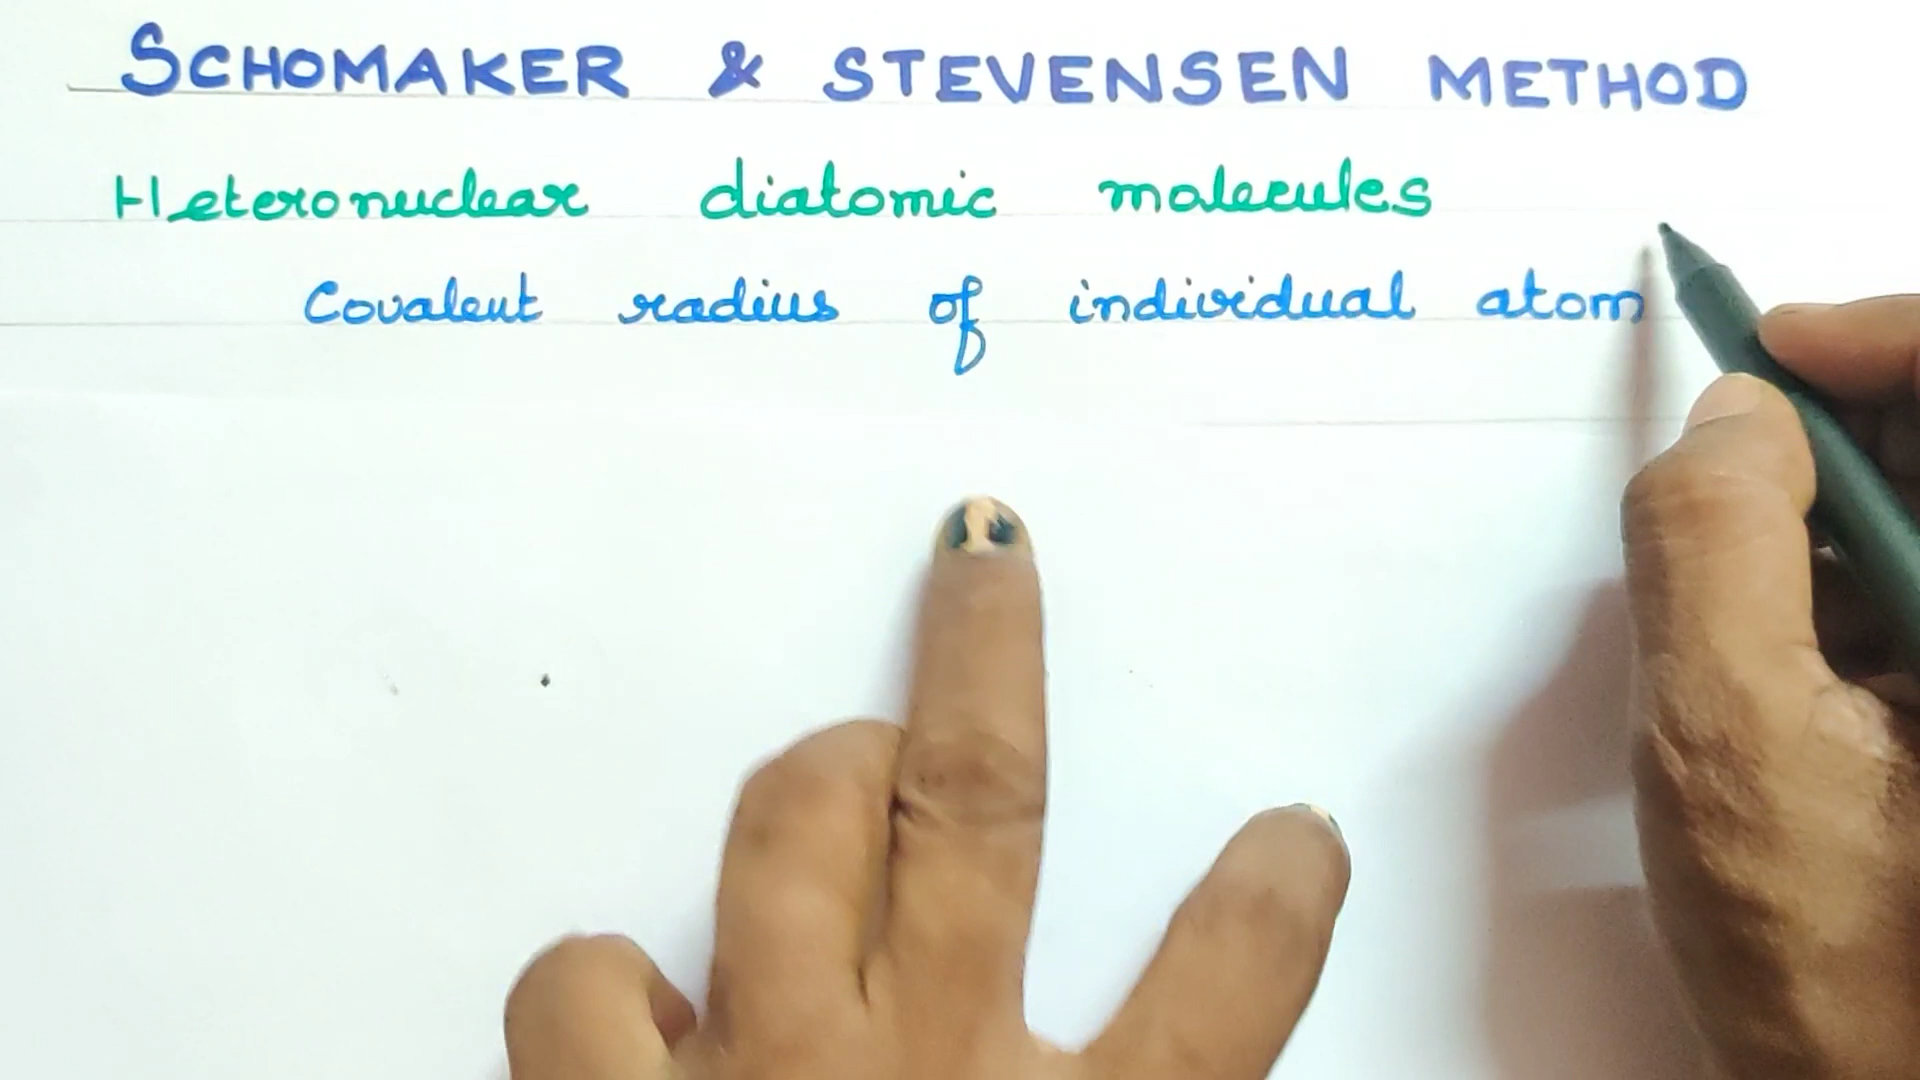 SCHOMAKER & STEVENSEN METHOD
Heteronuclear diatomic molecules
Covalent radius of individual atom